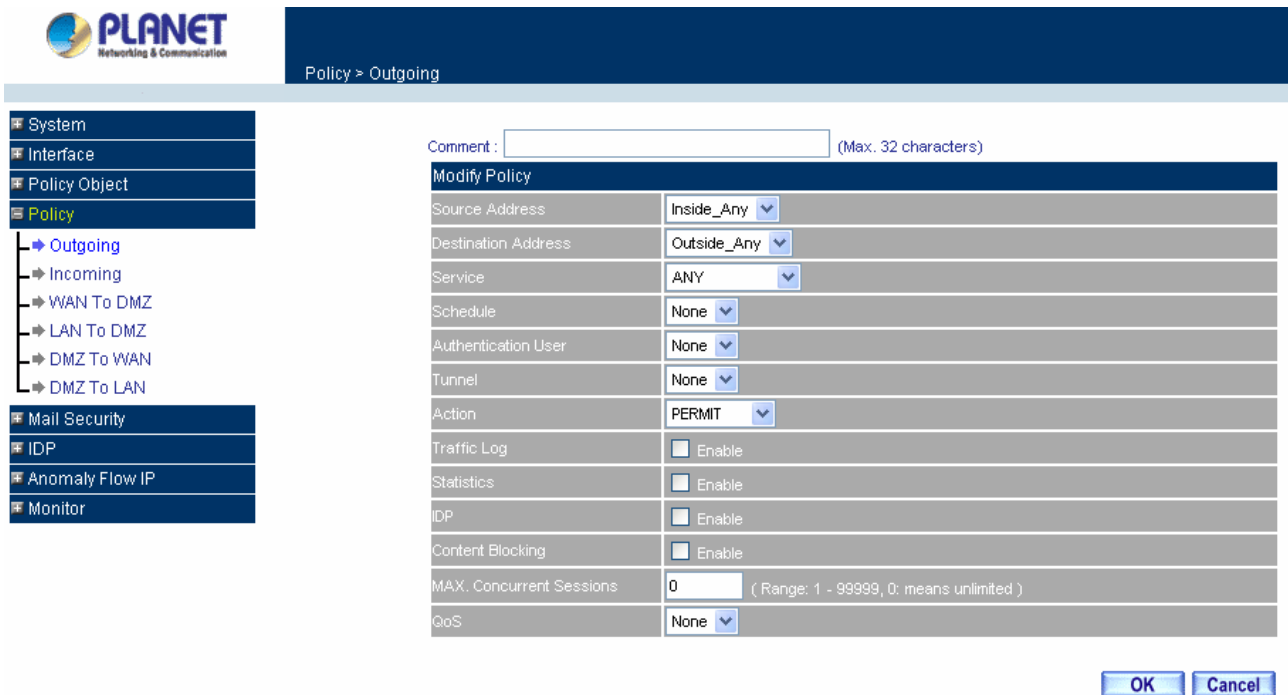 PLANET
Networking & Communication
Policy > Outgoing
System
Interface
Policy Object
Policy
Outgoing
Incoming
WAN To DMZ
LAN To DMZ
DMZ To WAN
DMZ To LAN
Mail Security
IDP
Anomaly Flow IP
Monitor
Comment : (Max. 32 characters)
Modify Policy
Source Address Inside_Any
Destination Address Outside_Any
Service ANY
Schedule None
Authentication User None
Tunnel None
Action PERMIT
Traffic Log Enable
Statistics Enable
IDP Enable
Content Blocking Enable
MAX. Concurrent Sessions 0 ( Range: 1 - 99999, 0: means unlimited )
QoS None
OK Cancel